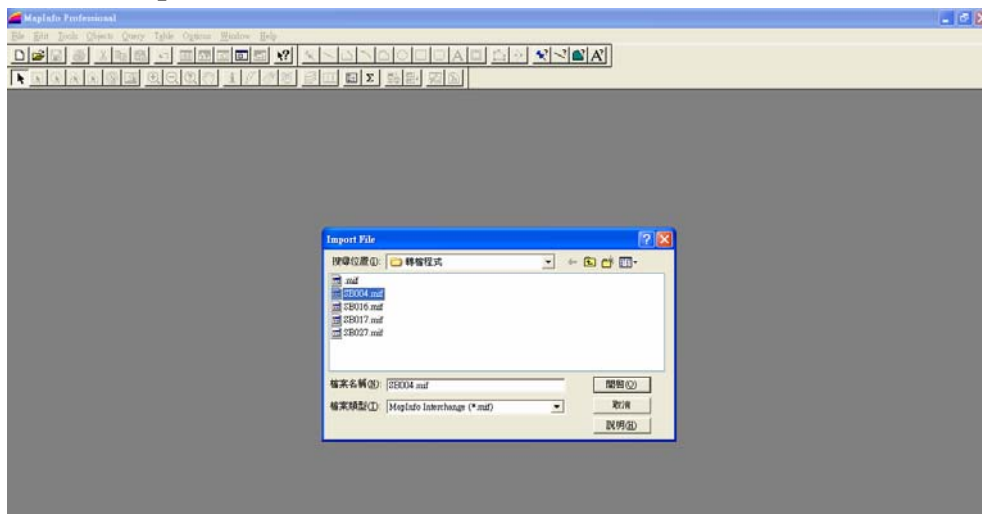 MapInfo Professional
File Edit Tools Objects Query Table Options Window Help
Import File
搜尋位置(I): 轉檔程式
.mif
SB004.mif
SB016.mif
SB017.mif
SB027.mif
檔案名稱(N): SB004.mif 開啟(O)
檔案類型(T): MapInfo Interchange (*.mif) 取消
說明(H)